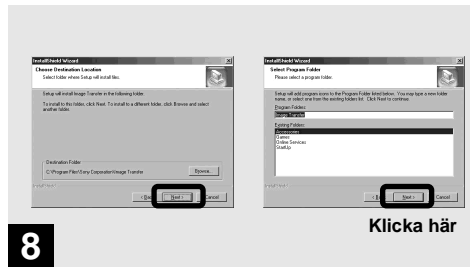 InstallShield Wizard
Choose Destination Location
Select folder where Setup will install files.
Setup will install Image Transfer in the following folder.
To install to this folder, click Next. To install to a different folder, click Browse and select
another folder.
Destination Folder
C:\Program Files\Sony Corporation\Image Transfer
Browse...
InstallShield
< Back
Next >
Cancel
InstallShield Wizard
Select Program Folder
Please select a program folder.
Setup will add program icons to the Program Folder listed below. You may type a new folder
name, or select one from the existing folders list. Click Next to continue.
Program Folders:
Image Transfer
Existing Folders:
Accessories
Games
Online Services
StartUp
InstallShield
Next >
Cancel
Klicka här
8